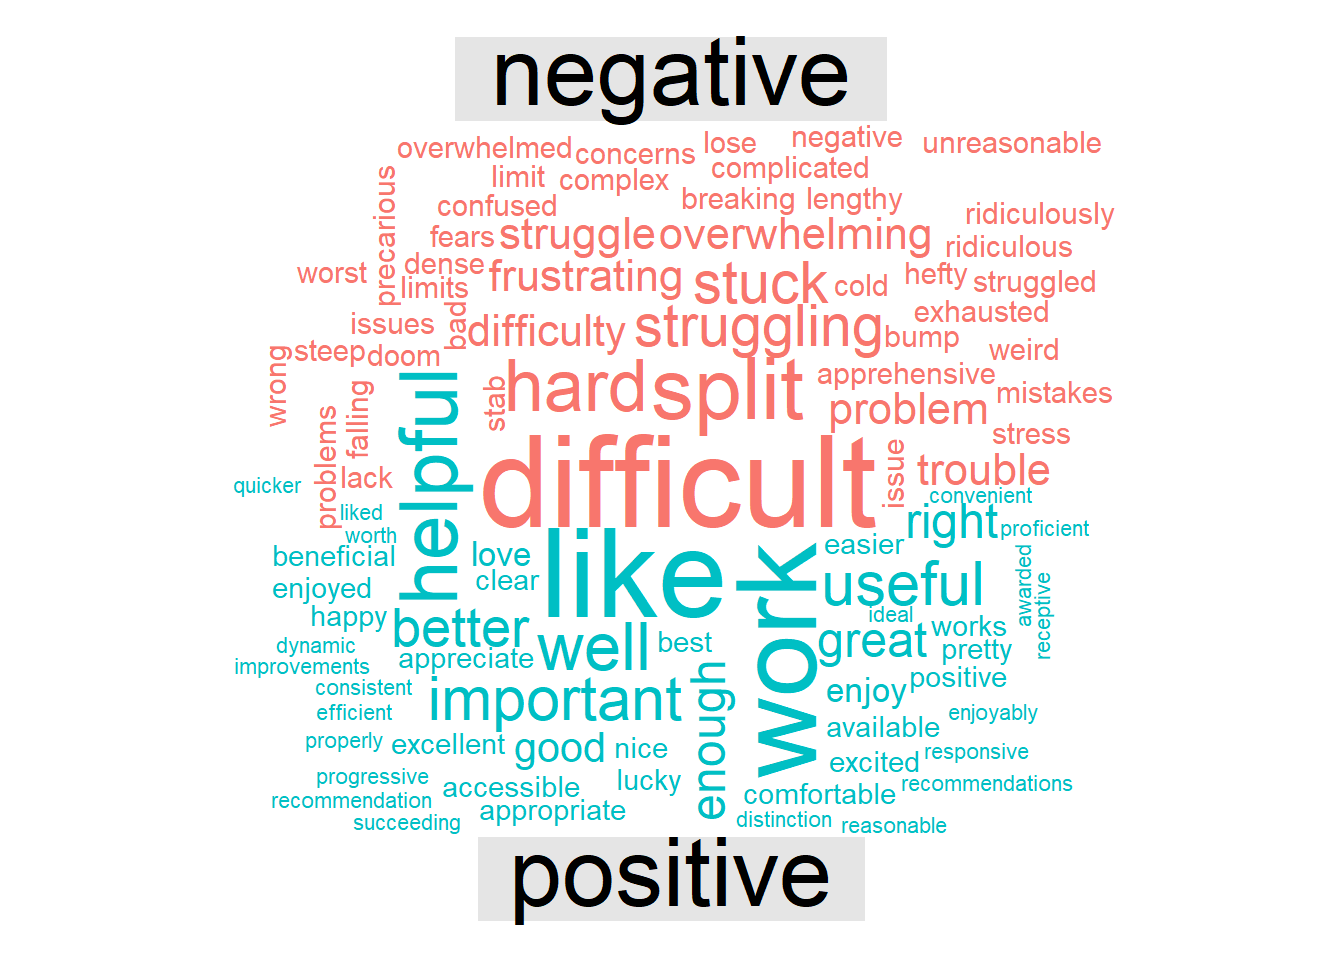 negative
overwhelmed concerns lose negative unreasonable
limit complex complicated
precarious confused breaking lengthy ridiculously
fears struggle overwhelming ridiculous
worst dense frustrating stuck cold hefty struggled
limits exhausted
issues bad difficulty struggling bump weird
steep doom apprehensive
wrong falling stab hard split problem mistakes
stress
problems lack difficult issue trouble
quicker helpful convenient
liked right proficient
worth like work easier
beneficial love
enjoyed clear useful awarded receptive
happy better ideal works
dynamic well best great pretty
improvements appreciate
consistent important enough enjoy positive
efficient available enjoyably
properly excellent good nice responsive
progressive accessible lucky excited recommendations
recommendation appropriate comfortable
succeeding distinction reasonable
positive